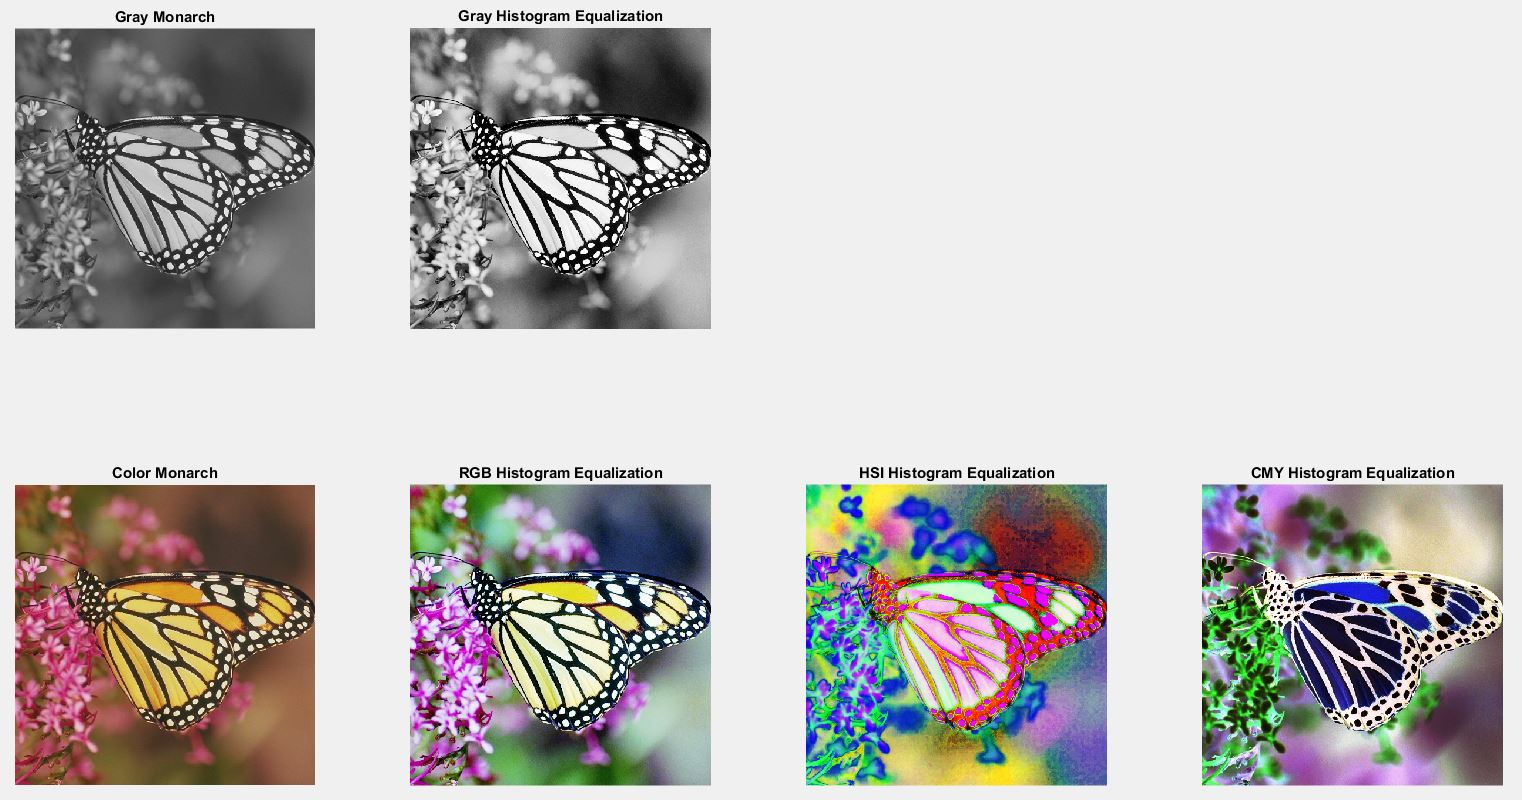 Gray Monarch
Gray Histogram Equalization
Color Monarch
RGB Histogram Equalization
HSI Histogram Equalization
CMY Histogram Equalization